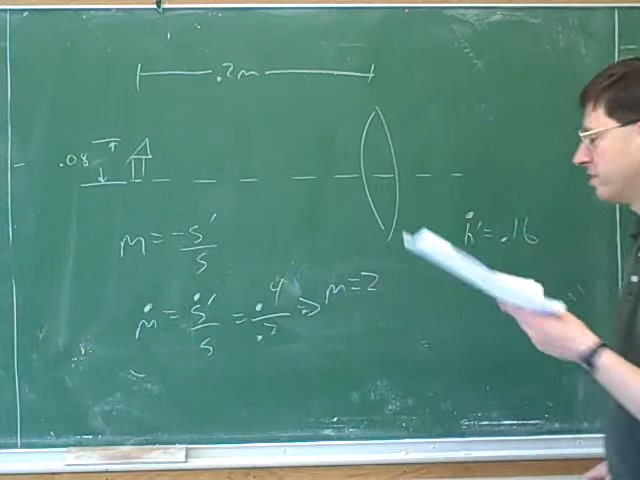 .2m
.08
m = -s'/s
h' = .16
m = s'/s = .4/.2 => m = 2